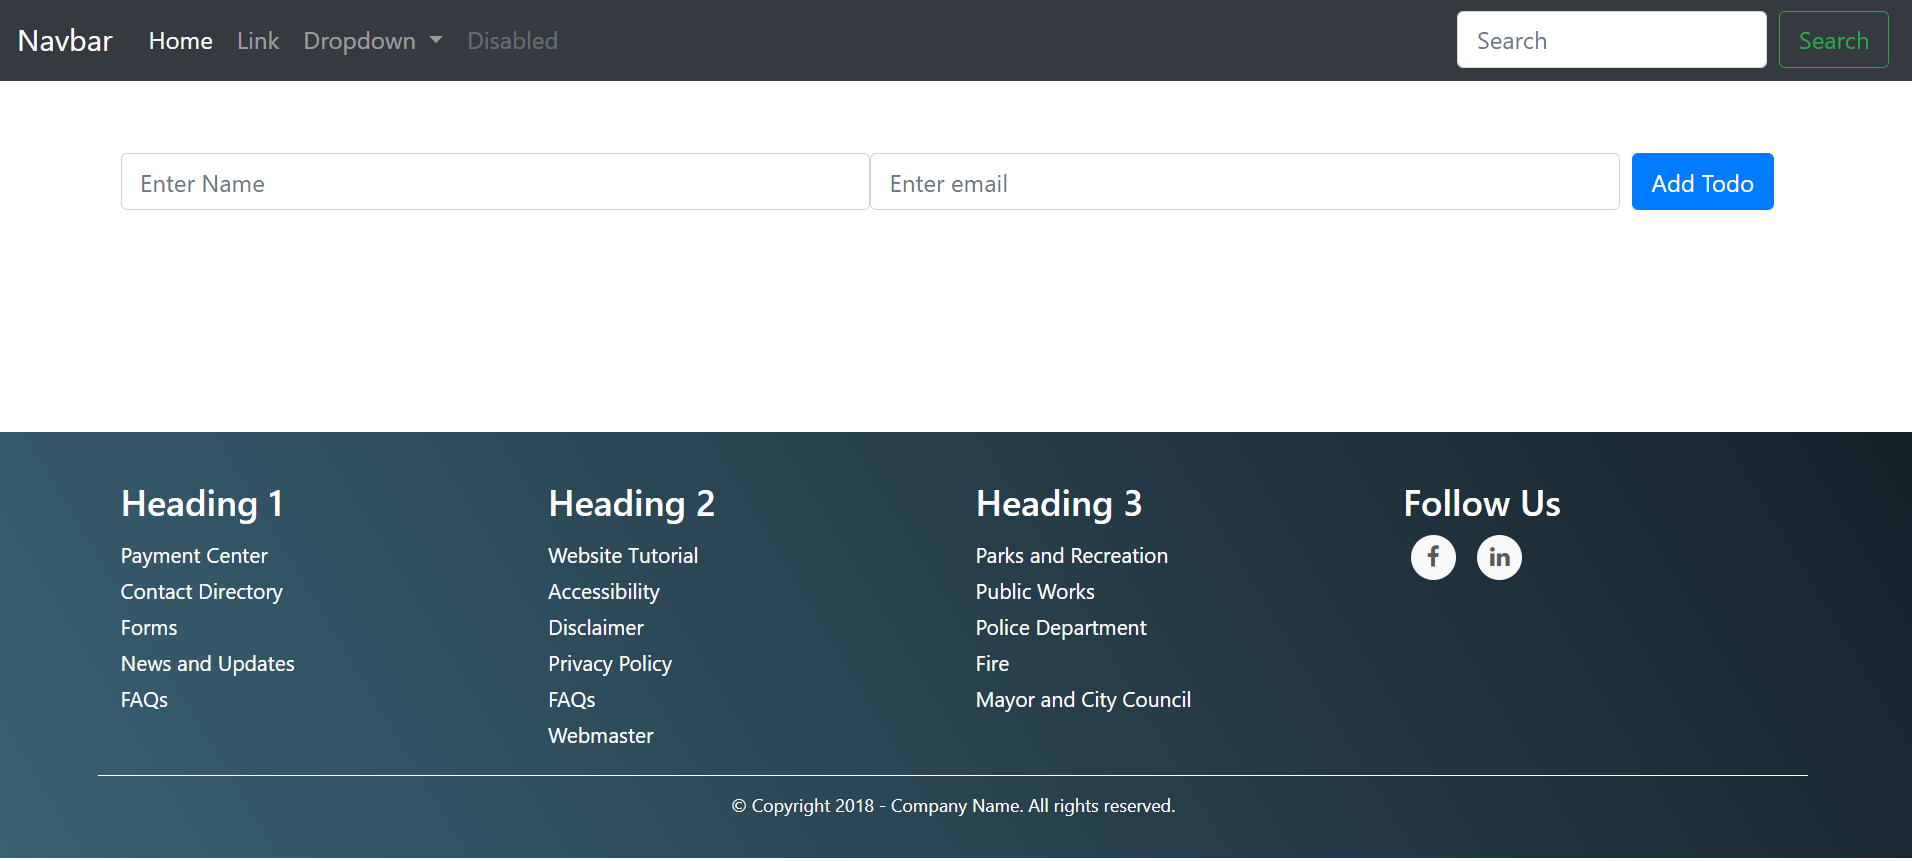 Navbar Home Link Dropdown Disabled Search Search
Enter Name Enter email Add Todo
Heading 1
Payment Center
Contact Directory
Forms
News and Updates
FAQs
Heading 2
Website Tutorial
Accessibility
Disclaimer
Privacy Policy
FAQs
Webmaster
Heading 3
Parks and Recreation
Public Works
Police Department
Fire
Mayor and City Council
Follow Us
f in
© Copyright 2018 - Company Name. All rights reserved.